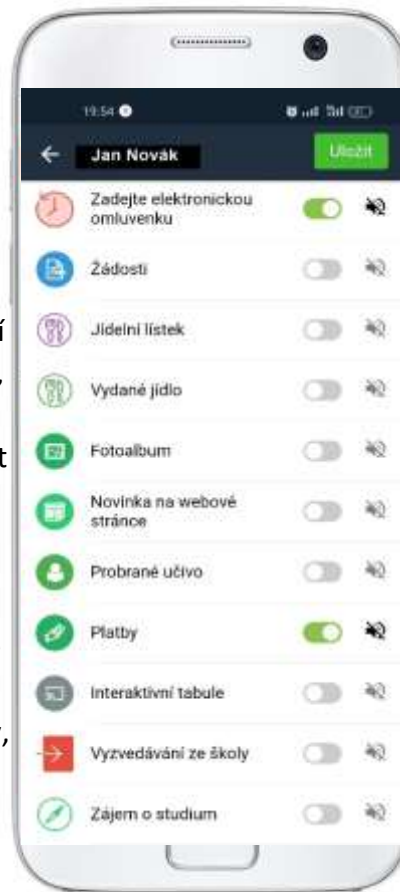 19:54
Jan Novák
Uložit
Zadejte elektronickou
omluvenku
Žádosti
Jídelní lístek
í
Vydané jídlo
,
t
Fotoalbum
Novinka na webové
stránce
Probrané učivo
Platby
Interaktivní tabule
,
Vyzvedávání ze školy
Zájem o studium